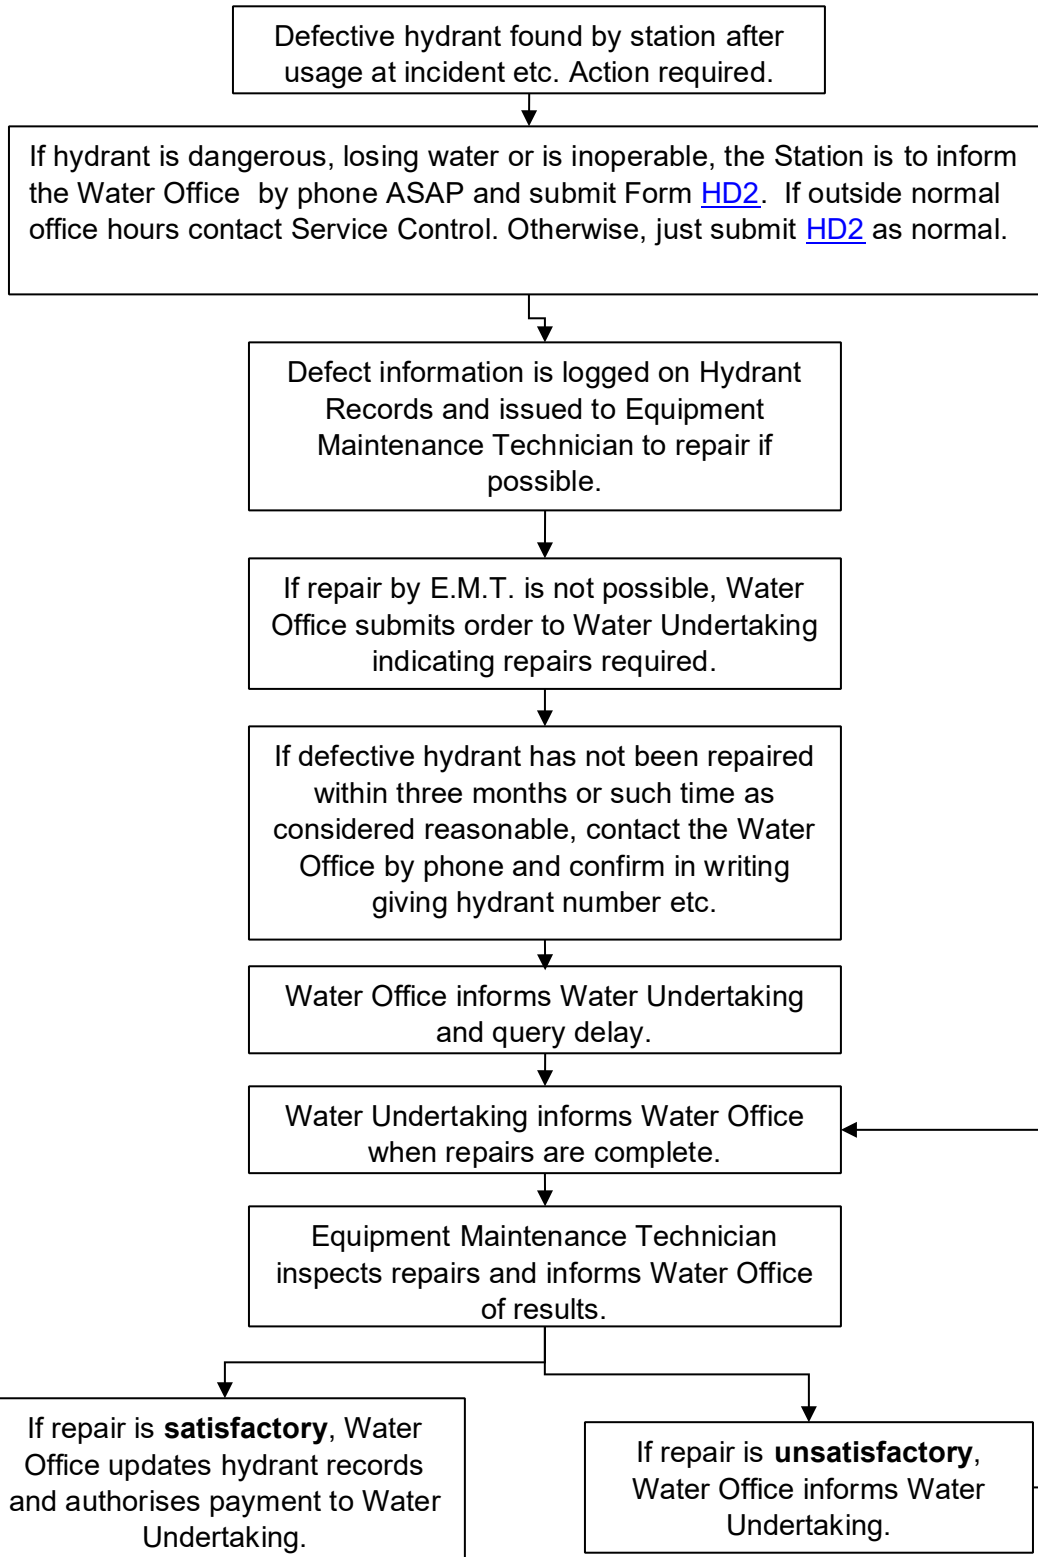 Defective hydrant found by station after
usage at incident etc. Action required.
If hydrant is dangerous, losing water or is inoperable, the Station is to inform
the Water Office  by phone ASAP and submit Form HD2.  If outside normal
office hours contact Service Control. Otherwise, just submit HD2 as normal.
Defect information is logged on Hydrant
Records and issued to Equipment
Maintenance Technician to repair if
possible.
If repair by E.M.T. is not possible, Water
Office submits order to Water Undertaking
indicating repairs required.
If defective hydrant has not been repaired
within three months or such time as
considered reasonable, contact the Water
Office by phone and confirm in writing
giving hydrant number etc.
Water Office informs Water Undertaking
and query delay.
Water Undertaking informs Water Office
when repairs are complete.
Equipment Maintenance Technician
inspects repairs and informs Water Office
of results.
If repair is satisfactory, Water
Office updates hydrant records
and authorises payment to Water
Undertaking.
If repair is unsatisfactory,
Water Office informs Water
Undertaking.